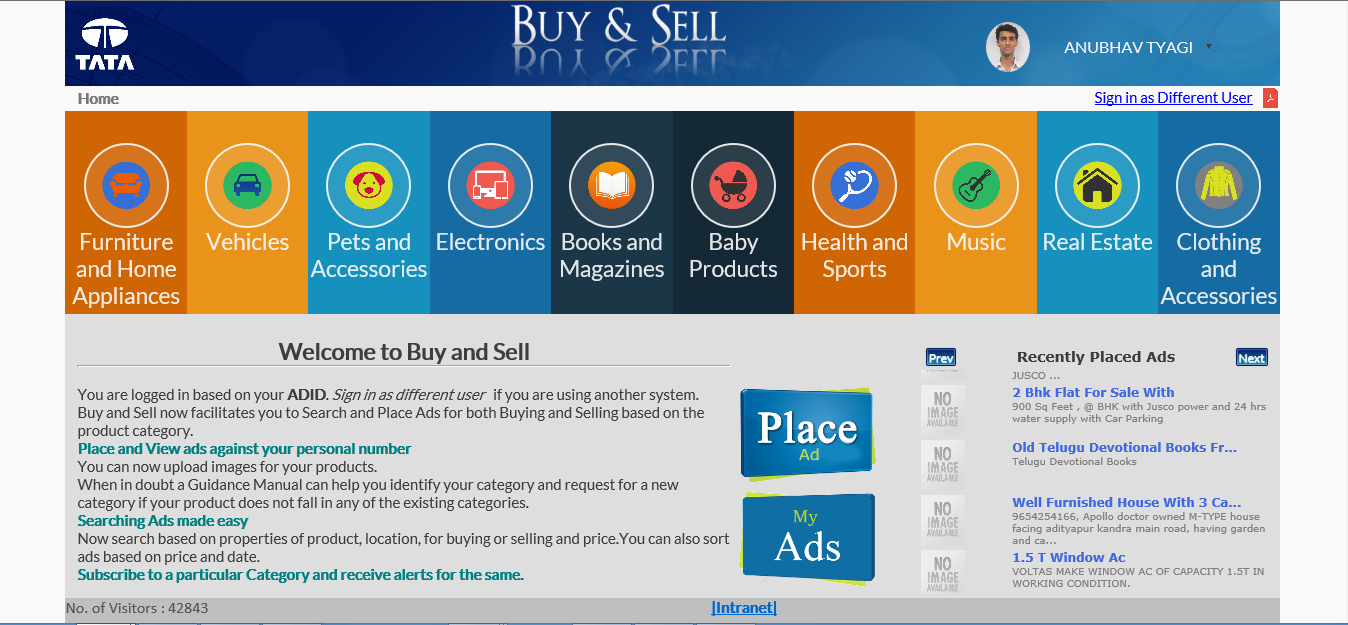 TATA
BUY & SELL
ANUBHAV TYAGI
Home
Sign in as Different User
Furniture
and Home
Appliances
Vehicles
Pets and
Accessories
Electronics
Books and
Magazines
Baby
Products
Health and
Sports
Music
Real Estate
Clothing
and
Accessories
Welcome to Buy and Sell
You are logged in based on your ADID. Sign in as different user if you are using another system.
Buy and Sell now facilitates you to Search and Place Ads for both Buying and Selling based on the
product category.
Place and View ads against your personal number
You can now upload images for your products.
When in doubt a Guidance Manual can help you identify your category and request for a new
category if your product does not fall in any of the existing categories.
Searching Ads made easy
Now search based on properties of product, location, for buying or selling and price.You can also sort
ads based on price and date.
Subscribe to a particular Category and receive alerts for the same.
Place
Ad
My
Ads
Prev
Recently Placed Ads
Next
JUSCO ...
NO
IMAGE
AVAILABLE
2 Bhk Flat For Sale With
900 Sq Feet , @ BHK with Jusco power and 24 hrs
water supply with Car Parking
NO
IMAGE
AVAILABLE
Old Telugu Devotional Books Fr...
Telugu Devotional Books
NO
IMAGE
AVAILABLE
Well Furnished House With 3 Ca...
9654254166, Apollo doctor owned M-TYPE house
facing adityapur kandra main road, having garden
and ca...
NO
IMAGE
AVAILABLE
1.5 T Window Ac
VOLTAS MAKE WINDOW AC OF CAPACITY 1.5T IN
WORKING CONDITION.
No. of Visitors : 42843
|Intranet|